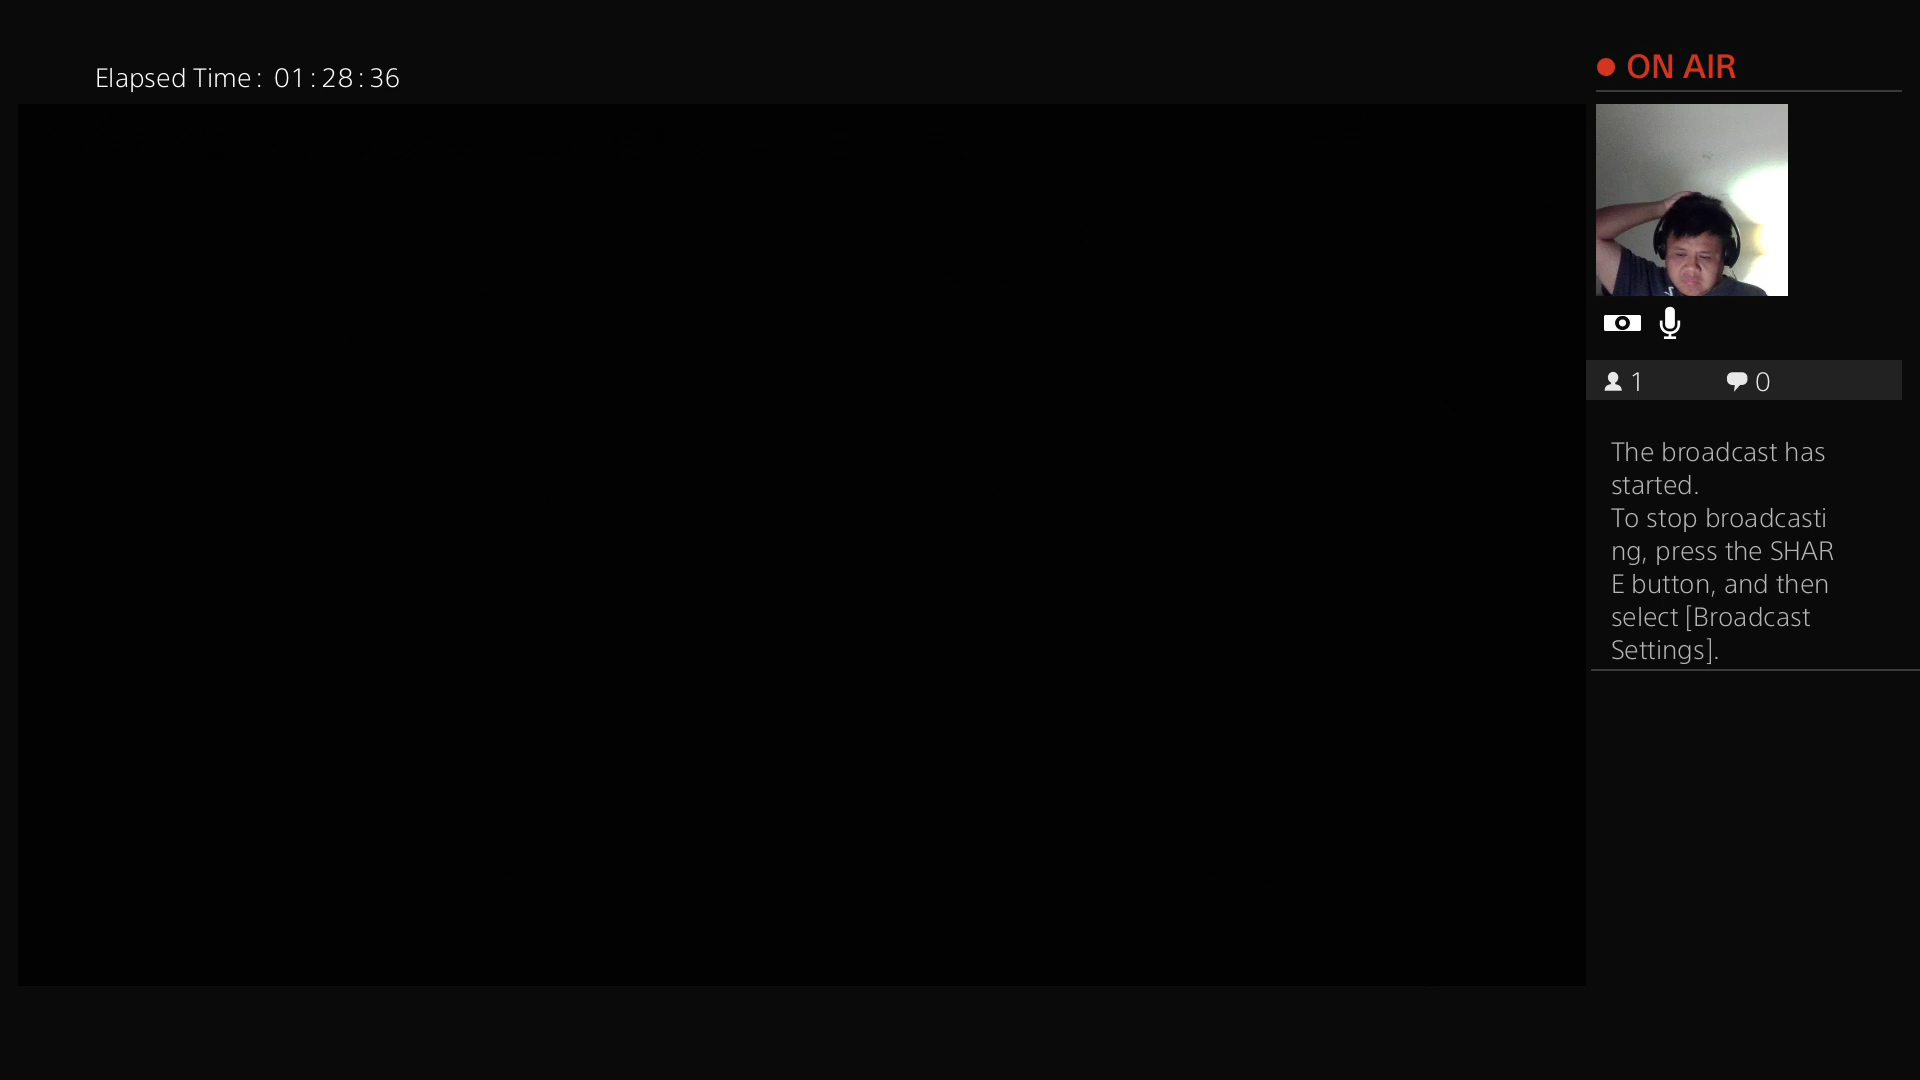 Elapsed Time: 01:28:36
ON AIR
1
0
The broadcast has
started.
To stop broadcasti
ng, press the SHAR
E button, and then
select [Broadcast
Settings].